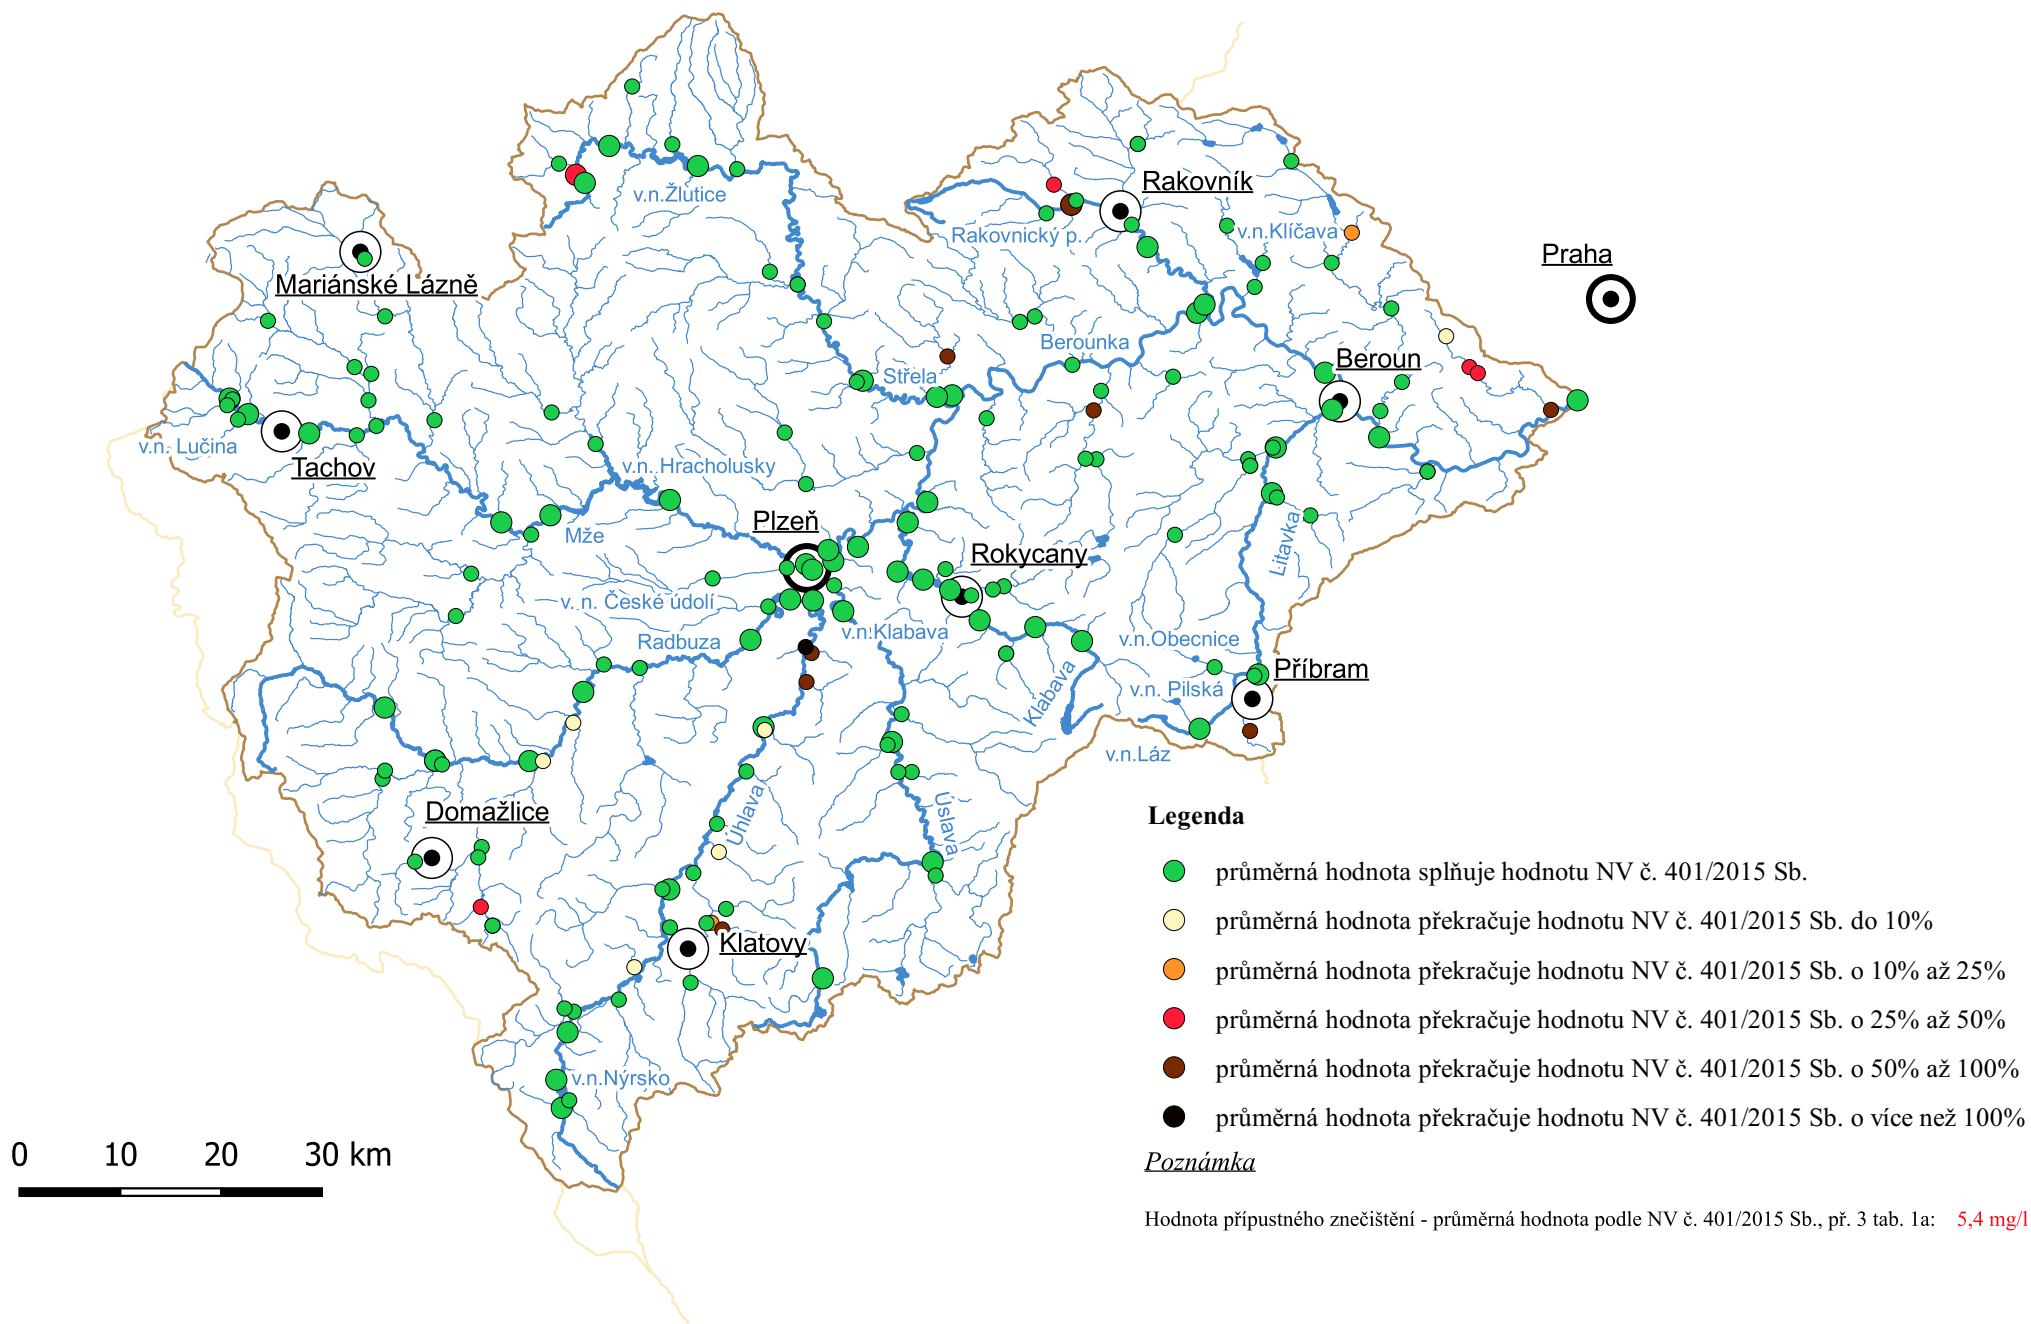 Rakovník
v.n.Žlutice
Rakovnický p.
v.n.Klíčava
Praha
Mariánské Lázně
Berounka
Beroun
Střela
v.n. Lučina
Tachov
v.n. Hracholusky
Plzeň
Mže
Rokycany
Litavka
v. n. České údolí
Radbuza
v.n.Klabava
v.n.Obecnice
Příbram
Klabava
v.n. Pilská
v.n.Láz
Domažlice
Úhlava
Úslava
Klatovy
v.n.Nýrsko
Legenda
průměrná hodnota splňuje hodnotu NV č. 401/2015 Sb.
průměrná hodnota překračuje hodnotu NV č. 401/2015 Sb. do 10%
průměrná hodnota překračuje hodnotu NV č. 401/2015 Sb. o 10% až 25%
průměrná hodnota překračuje hodnotu NV č. 401/2015 Sb. o 25% až 50%
průměrná hodnota překračuje hodnotu NV č. 401/2015 Sb. o 50% až 100%
průměrná hodnota překračuje hodnotu NV č. 401/2015 Sb. o více než 100%
0 10 20 30 km
Poznámka
Hodnota přípustného znečištění - průměrná hodnota podle NV č. 401/2015 Sb., př. 3 tab. 1a: 5,4 mg/l